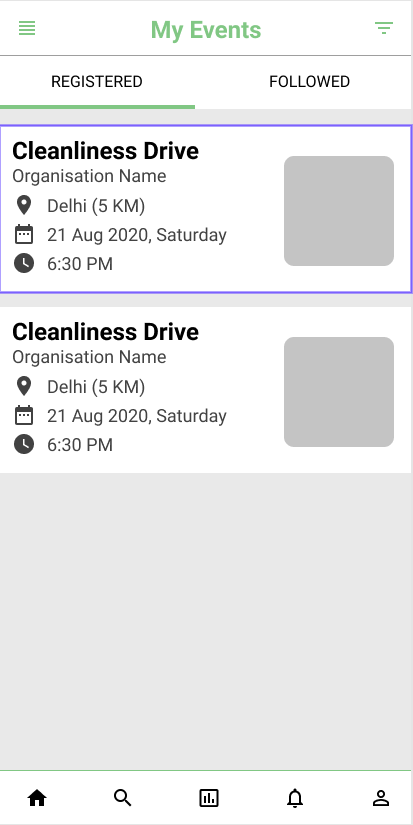 My Events
REGISTERED
FOLLOWED
Cleanliness Drive
Organisation Name
Delhi (5 KM)
21 Aug 2020, Saturday
6:30 PM
Cleanliness Drive
Organisation Name
Delhi (5 KM)
21 Aug 2020, Saturday
6:30 PM